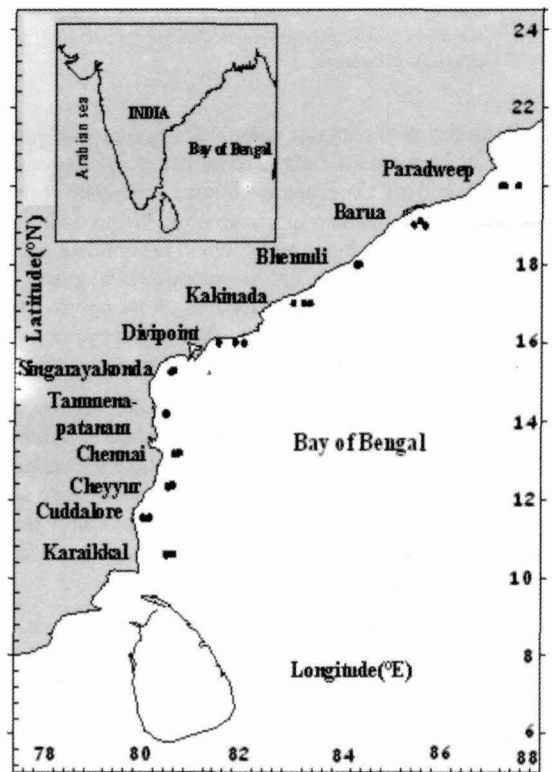 24
INDIA
Arabian sea
Bay of Bengal
22
Paradweep
20
Barua
Latitude(°N)
Bhemili
18
Kakinada
Divipoint
16
Singarayakonda
Tammena-
patanam
14
Chennai
Bay of Bengal
Cheyyur
12
Cuddalore
Karaikkal
10
8
Longitude(°E)
6
78 80 82 84 86 88